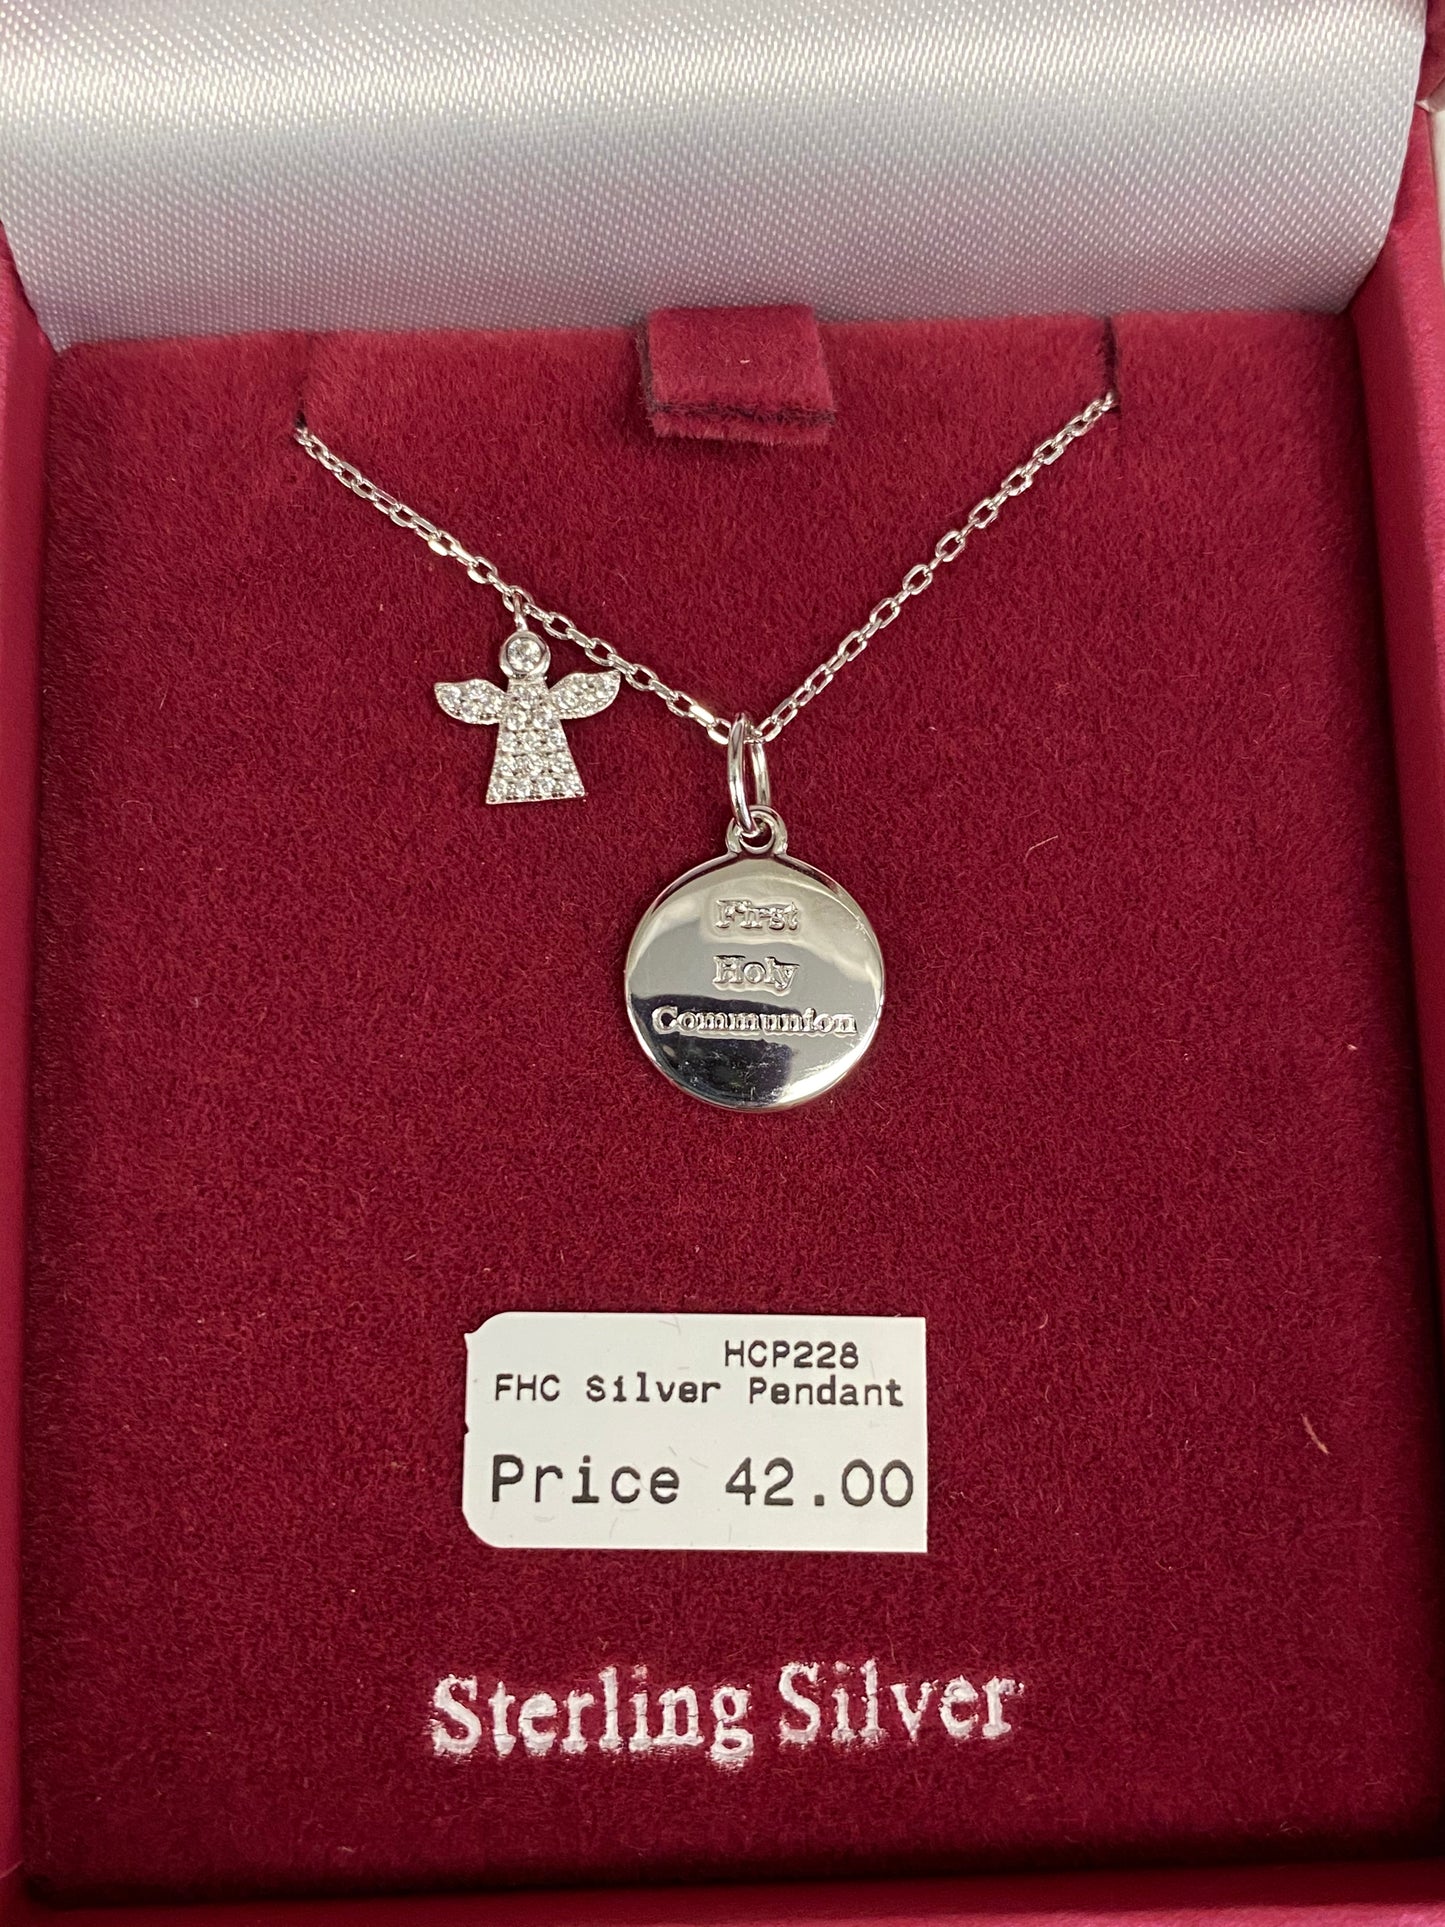 First
Holy
Communion
HCP228
FHC Silver Pendant
Price 42.00
Sterling Silver